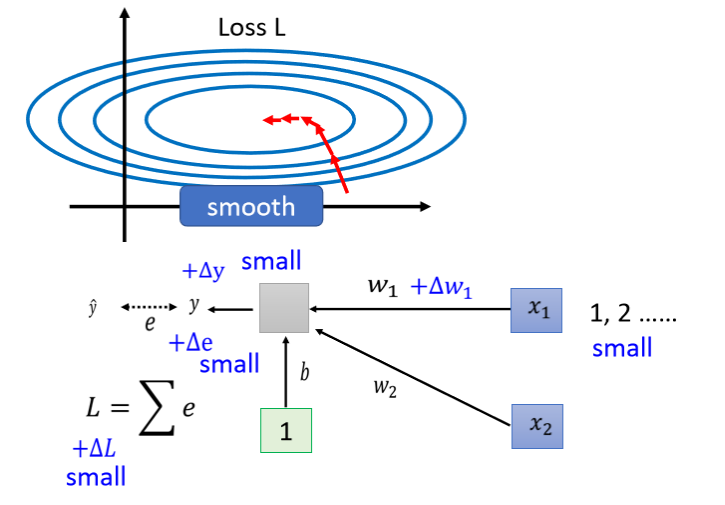 Loss L
smooth
+Δy small
w₁ +Δw₁
x₁
1, 2 ……
small
ŷ
e
y
+Δe
small
b
w₂
L = ∑ e
+ΔL
small
1
x₂